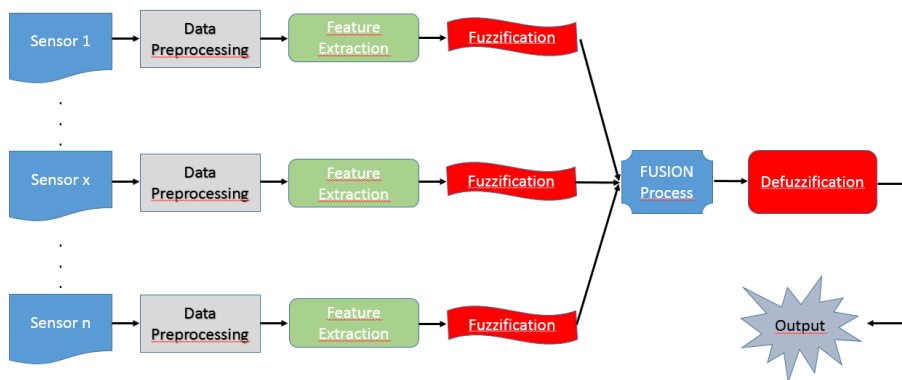 Sensor 1
Data
Preprocessing
Feature
Extraction
Fuzzification
Sensor x
Data
Preprocessing
Feature
Extraction
Fuzzification
FUSION
Process
Defuzzification
Sensor n
Data
Preprocessing
Feature
Extraction
Fuzzification
Output